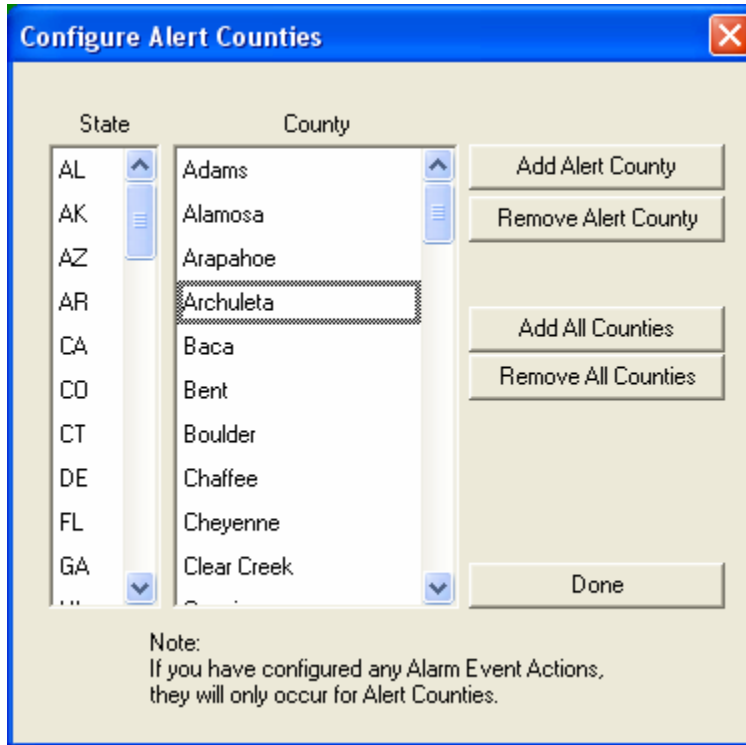 Configure Alert Counties
State
County
AL
AK
AZ
AR
CA
CO
CT
DE
FL
GA
Adams
Alamosa
Arapahoe
Archuleta
Baca
Bent
Boulder
Chaffee
Cheyenne
Clear Creek
Add Alert County
Remove Alert County
Add All Counties
Remove All Counties
Done
Note:
If you have configured any Alarm Event Actions,
they will only occur for Alert Counties.